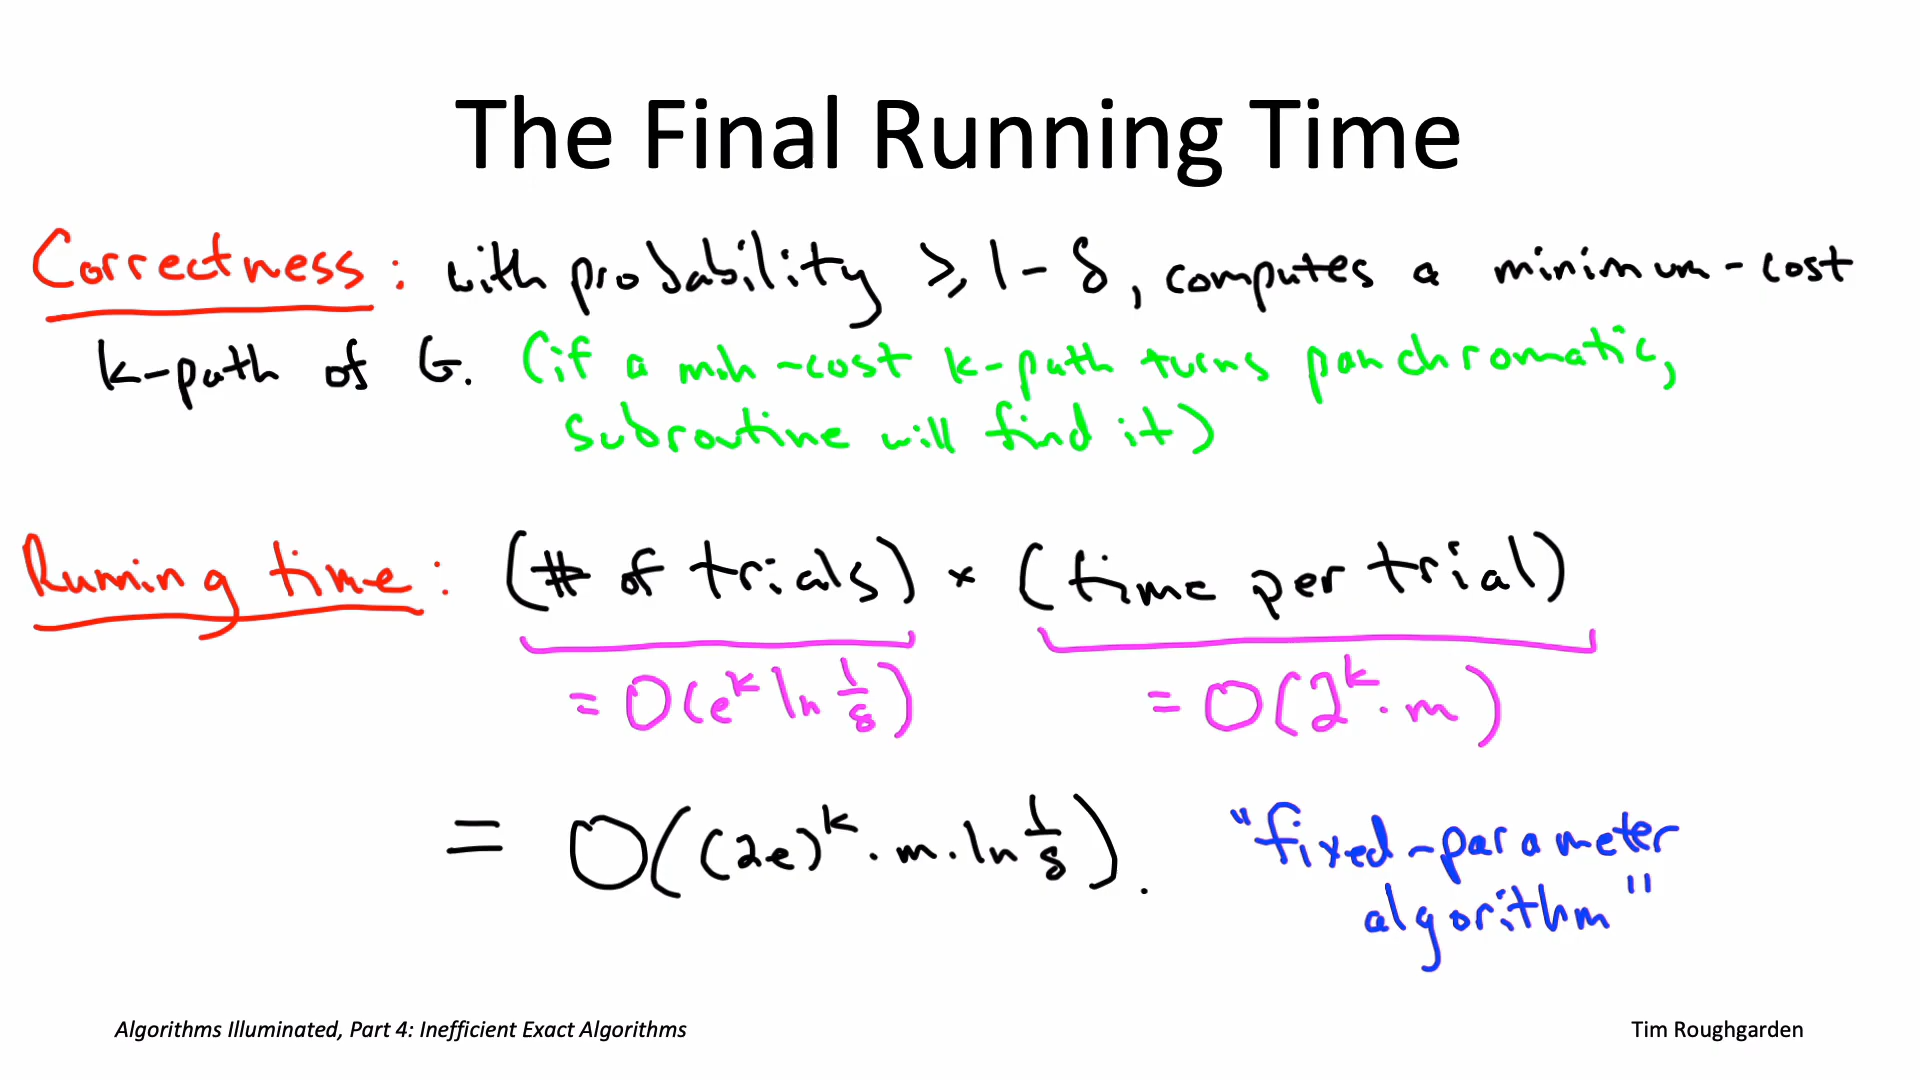 The Final Running Time
Correctness: with probability ≥ 1 - δ, computes a minimum-cost
k-path of G. (if a min-cost k-path turns panchromatic,
subroutine will find it)
Running time: (# of trials) × (time per trial)
= O(e^k ln 1/δ) = O(2^k · m)
= O((2e)^k · m · ln 1/δ). "fixed-parameter
algorithm"
Algorithms Illuminated, Part 4: Inefficient Exact Algorithms Tim Roughgarden